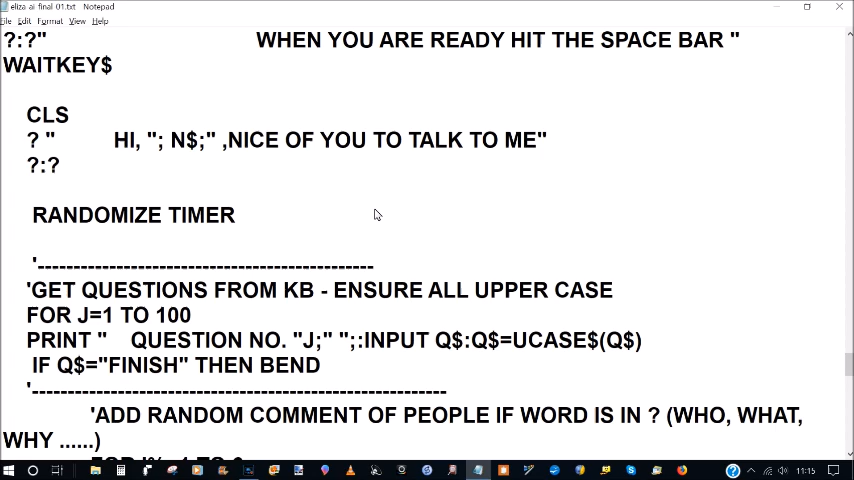 eliza ai final 01.txt - Notepad
File Edit Format View Help
?:?" WHEN YOU ARE READY HIT THE SPACE BAR "
WAITKEY$
CLS
? " HI, "; N$;" ,NICE OF YOU TO TALK TO ME"
?:?
RANDOMIZE TIMER
'-----------------------------------------------
'GET QUESTIONS FROM KB - ENSURE ALL UPPER CASE
FOR J=1 TO 100
PRINT " QUESTION NO. "J;" ";:INPUT Q$:Q$=UCASE$(Q$)
IF Q$="FINISH" THEN BEND
'----------------------------------------------------------
'ADD RANDOM COMMENT OF PEOPLE IF WORD IS IN ? (WHO, WHAT,
WHY ......)
11:15